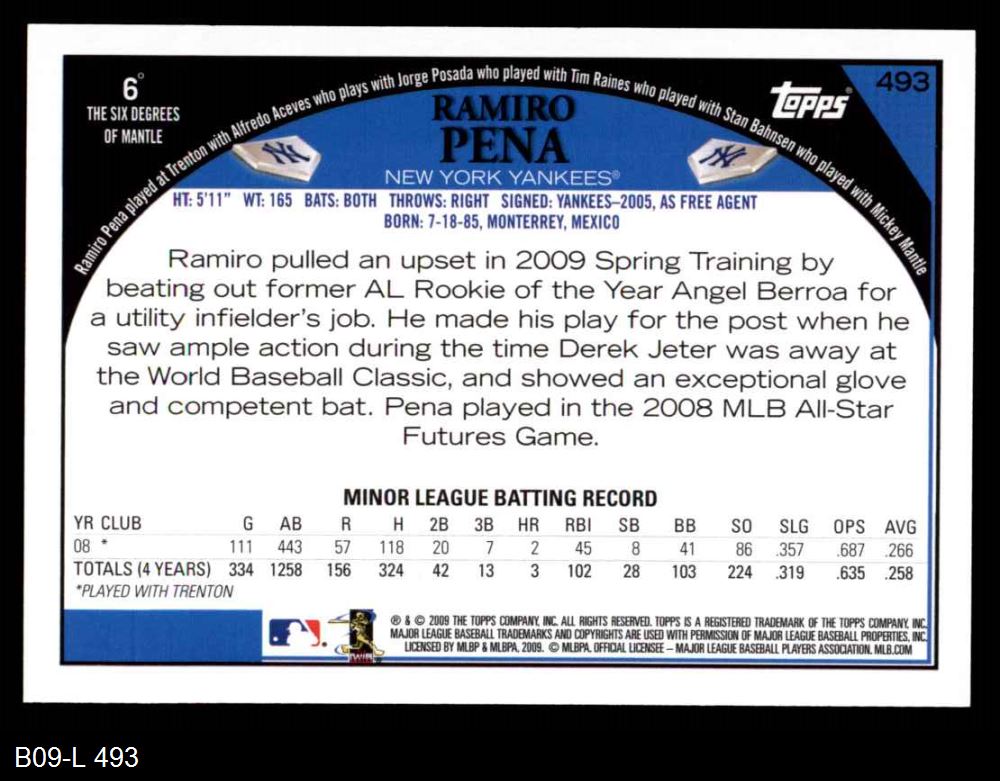 6°
THE SIX DEGREES
OF MANTLE
Ramiro Pena played at Trenton with Alfredo Aceves who plays with Jorge Posada who played with Tim Raines who played with Stan Bahnsen who played with Mickey Mantle
Topps®
493
RAMIRO
PENA
NY
NY
NEW YORK YANKEES®
HT: 5'11" WT: 165 BATS: BOTH THROWS: RIGHT SIGNED: YANKEES–2005, AS FREE AGENT
BORN: 7-18-85, MONTERREY, MEXICO
Ramiro pulled an upset in 2009 Spring Training by
beating out former AL Rookie of the Year Angel Berroa for
a utility infielder's job. He made his play for the post when he
saw ample action during the time Derek Jeter was away at
the World Baseball Classic, and showed an exceptional glove
and competent bat. Pena played in the 2008 MLB All-Star
Futures Game.
MINOR LEAGUE BATTING RECORD
YR CLUB G AB R H 2B 3B HR RBI SB BB SO SLG OPS AVG
08 * 111 443 57 118 20 7 2 45 8 41 86 .357 .687 .266
TOTALS (4 YEARS) 334 1258 156 324 42 13 3 102 28 103 224 .319 .635 .258
*PLAYED WITH TRENTON
® & © 2009 THE TOPPS COMPANY, INC. ALL RIGHTS RESERVED. TOPPS IS A REGISTERED TRADEMARK OF THE TOPPS COMPANY, INC.
MAJOR LEAGUE BASEBALL TRADEMARKS AND COPYRIGHTS ARE USED WITH PERMISSION OF MAJOR LEAGUE BASEBALL PROPERTIES, INC.
LICENSED BY MLBP & MLBPA, 2009. © MLBPA. OFFICIAL LICENSEE – MAJOR LEAGUE BASEBALL PLAYERS ASSOCIATION. MLB.COM
B09-L 493